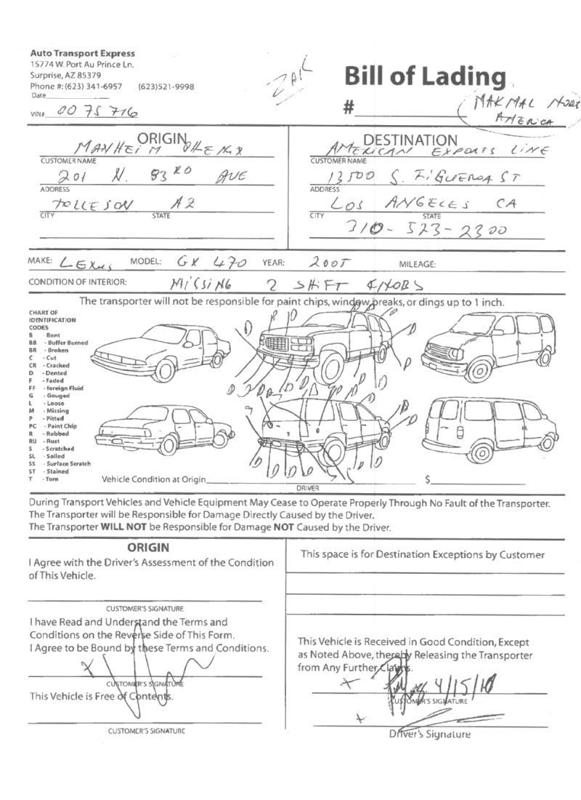 Auto Transport Express
15774 W. Port Au Prince Ln.
Surprise, AZ 85379
Phone #: (623) 341-6957 (623)521-9998
Date
VIN# 0075716
Bill of Lading
#
MAKMAL
AMERICA
ORIGIN
MANHEIM
CUSTOMER NAME
201 N. 83RD AVE
ADDRESS
TOLLESON AZ
CITY STATE
DESTINATION
AMERICAN EXPORTS LINE
CUSTOMER NAME
13500 S. FIGUEROA ST
ADDRESS
LOS ANGELES CA
CITY STATE
310-523-2300
MAKE: LEXUS MODEL: GX 470 YEAR: 2005 MILEAGE:
CONDITION OF INTERIOR: MISSING 2 SHIFT KNOBS
The transporter will not be responsible for paint chips, window breaks, or dings up to 1 inch.
CHART OF
IDENTIFICATION
CODES
B - Bent
BB - Buffer Burned
BR - Broken
C - Cut
CR - Cracked
D - Dented
F - Faded
FF - foreign Fluid
G - Gouged
L - Loose
M - Missing
P - Pitted
PC - Paint Chip
R - Rubbed
RU - Rust
S - Scratched
SL - Soiled
SS - Surface Scratch
ST - Stained
T - Torn
Vehicle Condition at Origin
DRIVER
$
During Transport Vehicles and Vehicle Equipment May Cease to Operate Properly Through No Fault of the Transporter.
The Transporter will be Responsible for Damage Directly Caused by the Driver.
The Transporter WILL NOT be Responsible for Damage NOT Caused by the Driver.
ORIGIN
I Agree with the Driver's Assessment of the Condition
of This Vehicle.
CUSTOMER'S SIGNATURE
I have Read and Understand the Terms and
Conditions on the Reverse Side of This Form.
I Agree to be Bound by these Terms and Conditions.
X
CUSTOMER'S SIGNATURE
This Vehicle is Free of Contents.
CUSTOMER'S SIGNATURE
This space is for Destination Exceptions by Customer
This Vehicle is Received in Good Condition, Except
as Noted Above, thereby Releasing the Transporter
from Any Further Claims.
X 4/15/10
CUSTOMER'S SIGNATURE
X
Driver's Signature